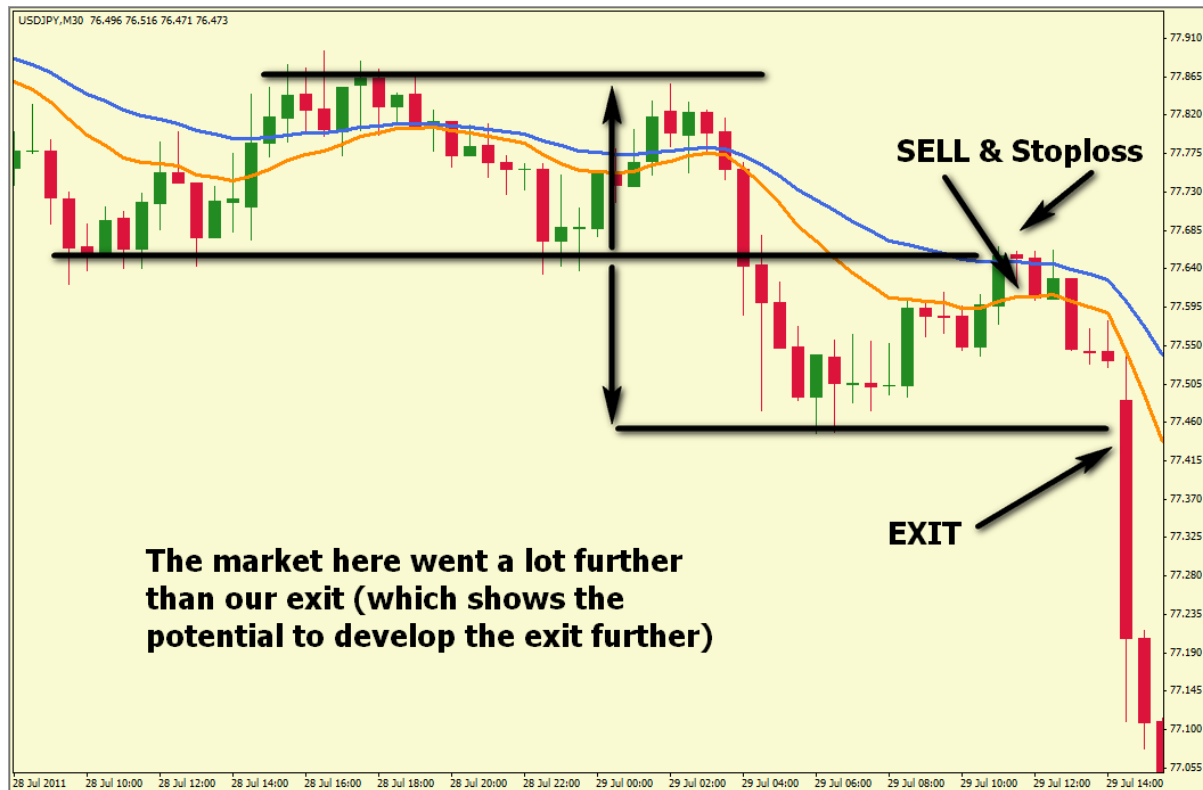 USDJPY,M30 76.496 76.516 76.471 76.473
77.910
77.865
77.820
77.775
SELL & Stoploss
77.730
77.685
77.640
77.595
77.550
77.505
77.460
77.415
EXIT
77.370
77.325
The market here went a lot further
77.280
than our exit (which shows the
77.235
potential to develop the exit further)
77.190
77.145
77.100
77.055
28 Jul 2011 28 Jul 10:00 28 Jul 12:00 28 Jul 14:00 28 Jul 16:00 28 Jul 18:00 28 Jul 20:00 28 Jul 22:00 29 Jul 00:00 29 Jul 02:00 29 Jul 04:00 29 Jul 06:00 29 Jul 08:00 29 Jul 10:00 29 Jul 12:00 29 Jul 14:00